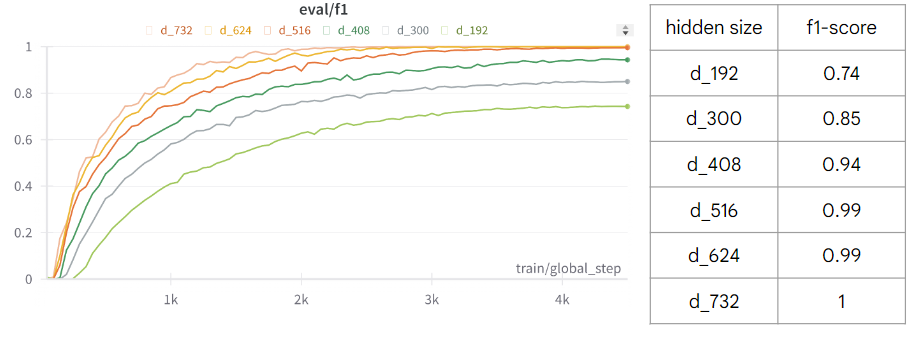 eval/f1
d_732 d_624 d_516 d_408 d_300 d_192
1
0.8
0.6
0.4
0.2
0
train/global_step
1k 2k 3k 4k
hidden size f1-score
d_192 0.74
d_300 0.85
d_408 0.94
d_516 0.99
d_624 0.99
d_732 1